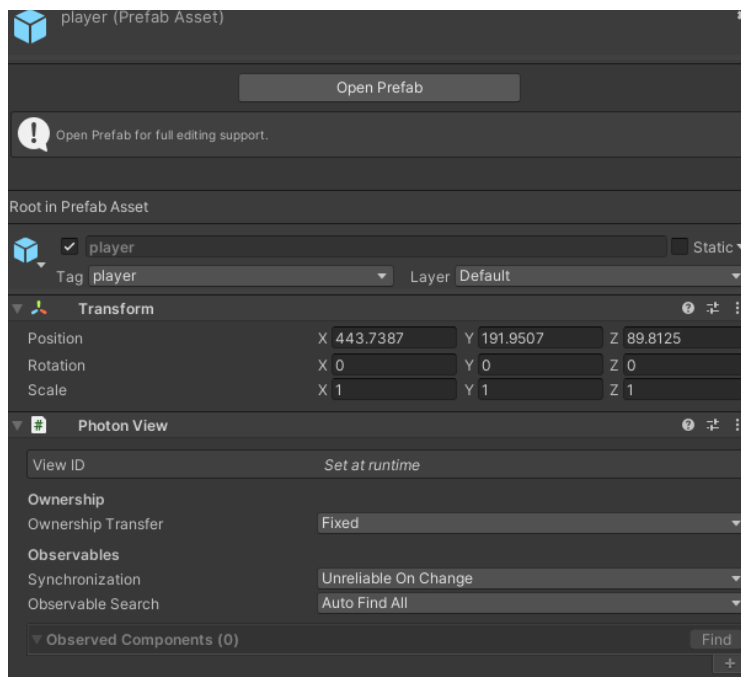 player (Prefab Asset)
Open Prefab
Open Prefab for full editing support.
Root in Prefab Asset
player Static
Tag player Layer Default
Transform
Position X 443.7387 Y 191.9507 Z 89.8125
Rotation X 0 Y 0 Z 0
Scale X 1 Y 1 Z 1
# Photon View
View ID Set at runtime
Ownership
Ownership Transfer Fixed
Observables
Synchronization Unreliable On Change
Observable Search Auto Find All
Observed Components (0) Find
+